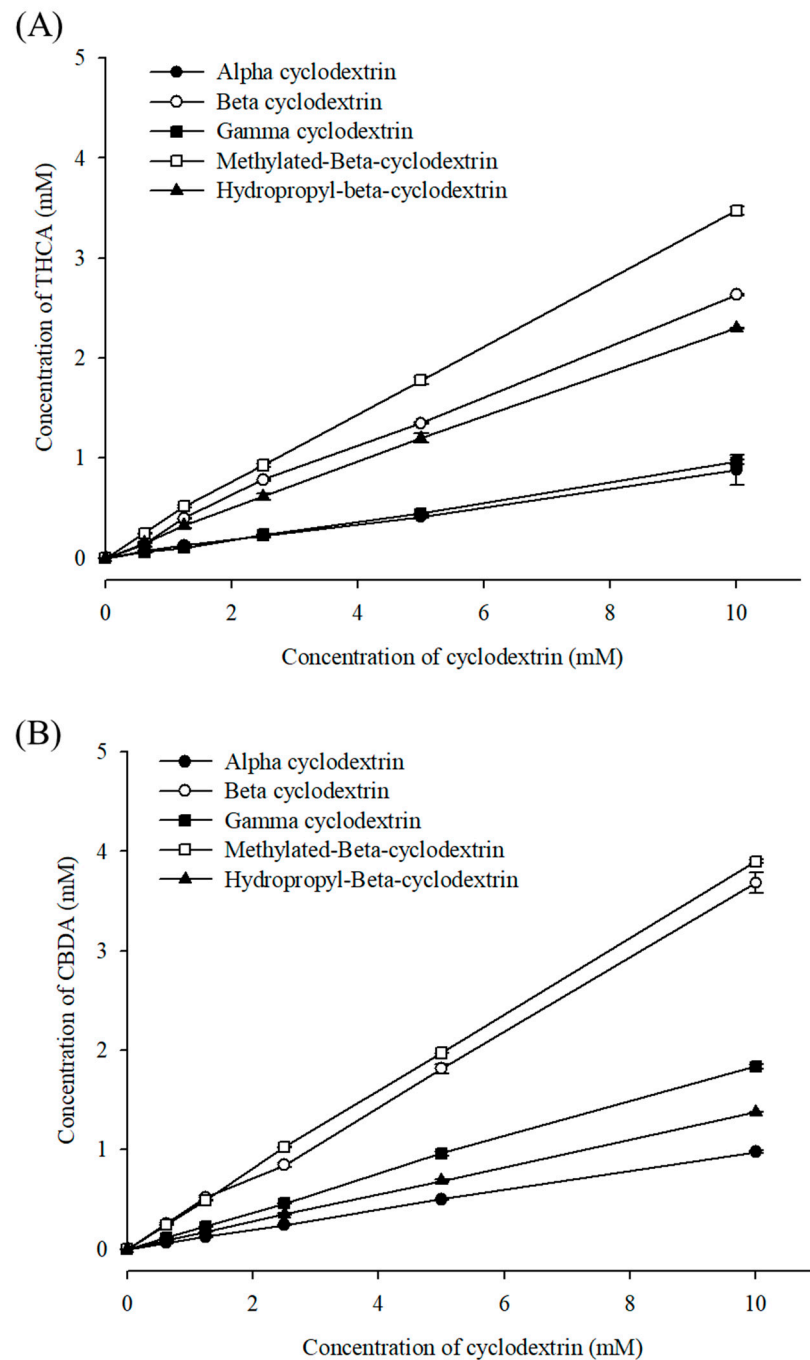 (A)
5
4
3
2
1
0
Concentration of THCA (mM)
Alpha cyclodextrin
Beta cyclodextrin
Gamma cyclodextrin
Methylated-Beta-cyclodextrin
Hydropropyl-beta-cyclodextrin
0 2 4 6 8 10
Concentration of cyclodextrin (mM)
(B)
5
4
3
2
1
0
Concentration of CBDA (mM)
Alpha cyclodextrin
Beta cyclodextrin
Gamma cyclodextrin
Methylated-Beta-cyclodextrin
Hydropropyl-Beta-cyclodextrin
0 2 4 6 8 10
Concentration of cyclodextrin (mM)